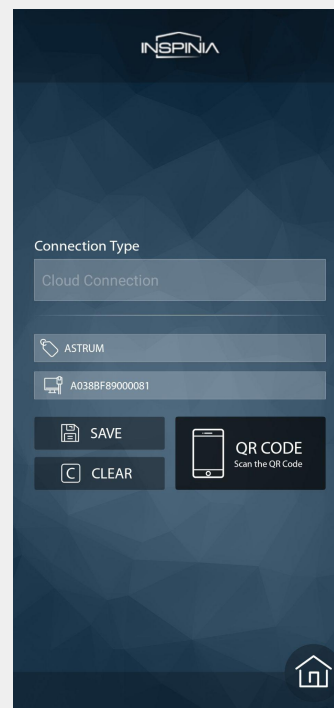 INSPINIA
Connection Type
Cloud Connection
ASTRUM
A038BF89000081
SAVE
C CLEAR
QR CODE
Scan the QR Code